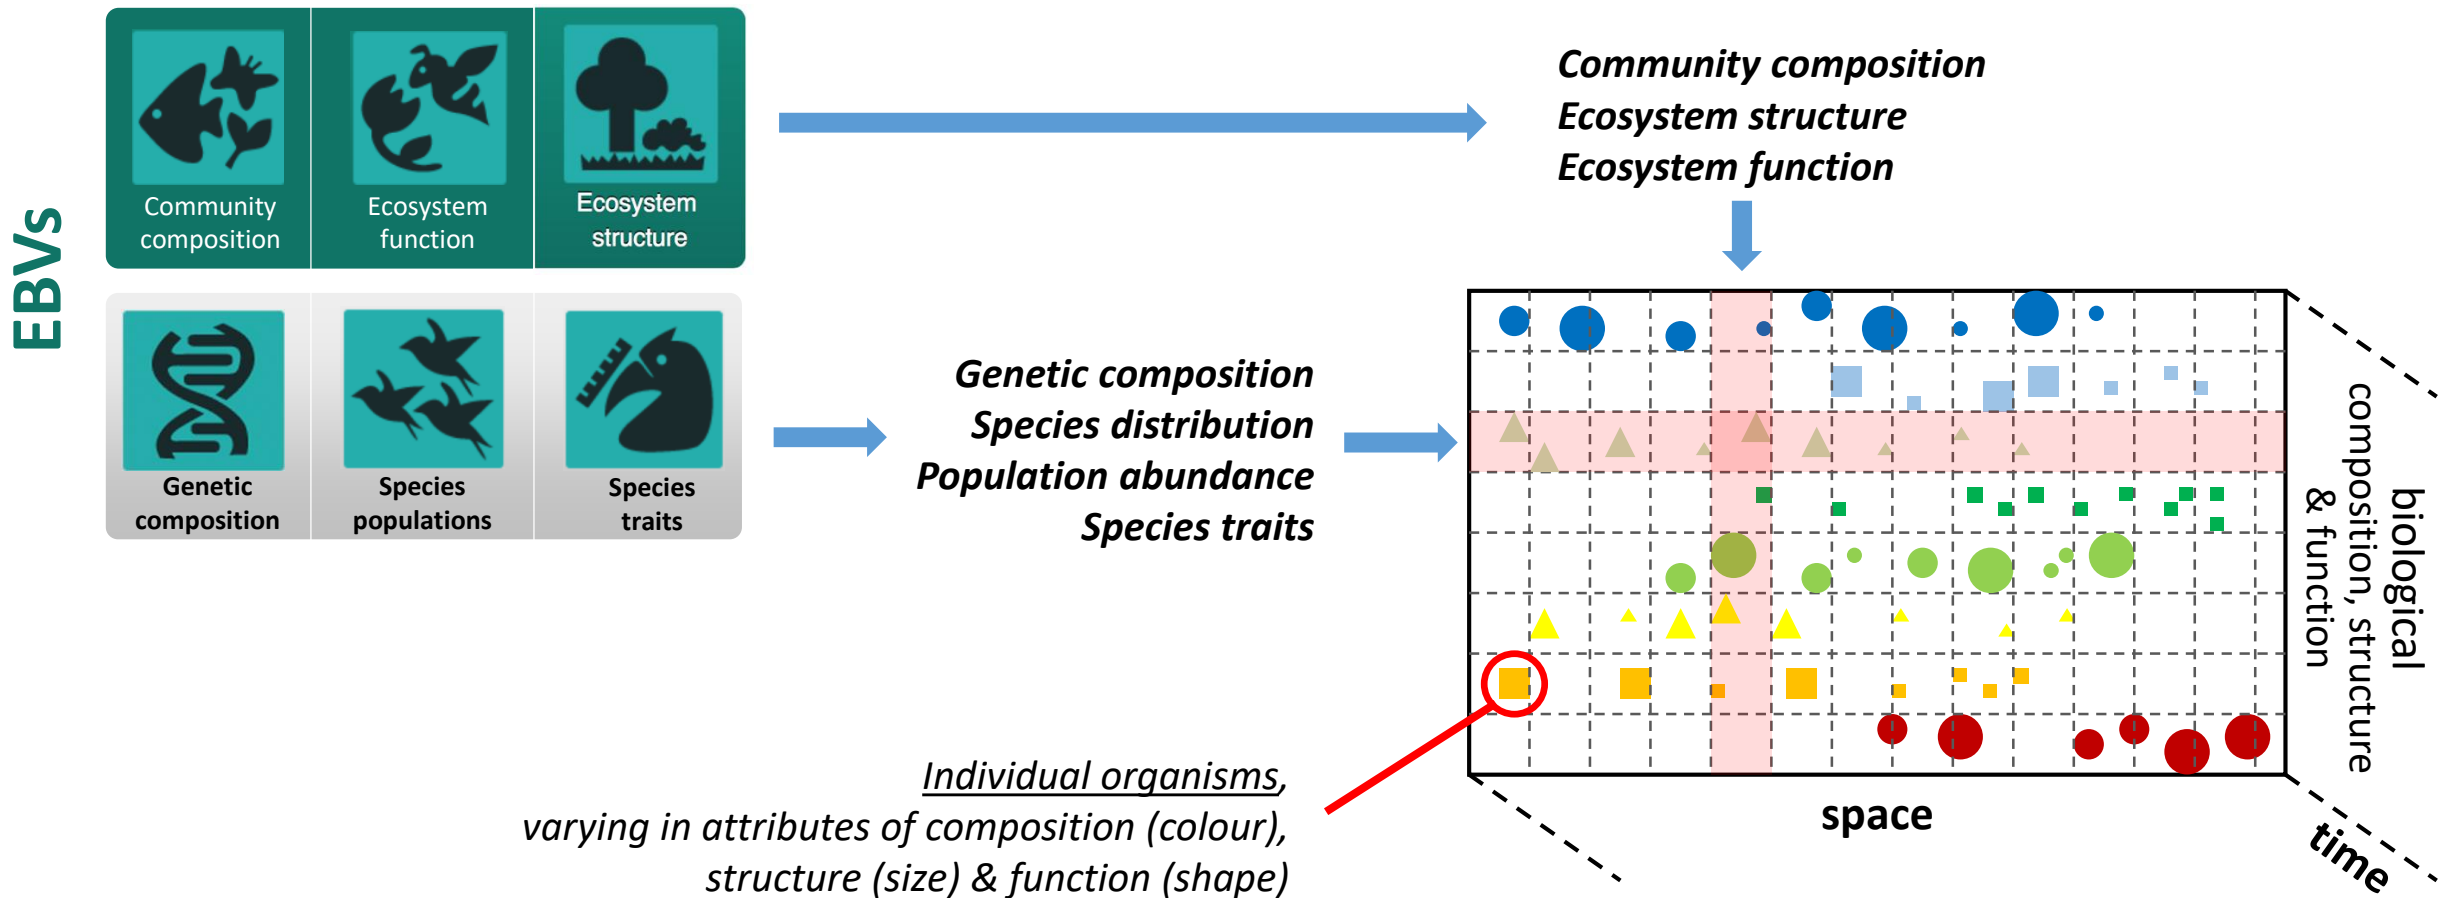 EBVs
Community
composition
Ecosystem
function
Ecosystem
structure
Genetic
composition
Species
populations
Species
traits
Community composition
Ecosystem structure
Ecosystem function
Genetic composition
Species distribution
Population abundance
Species traits
Individual organisms,
varying in attributes of composition (colour),
structure (size) & function (shape)
space
time
biological
composition, structure
& function